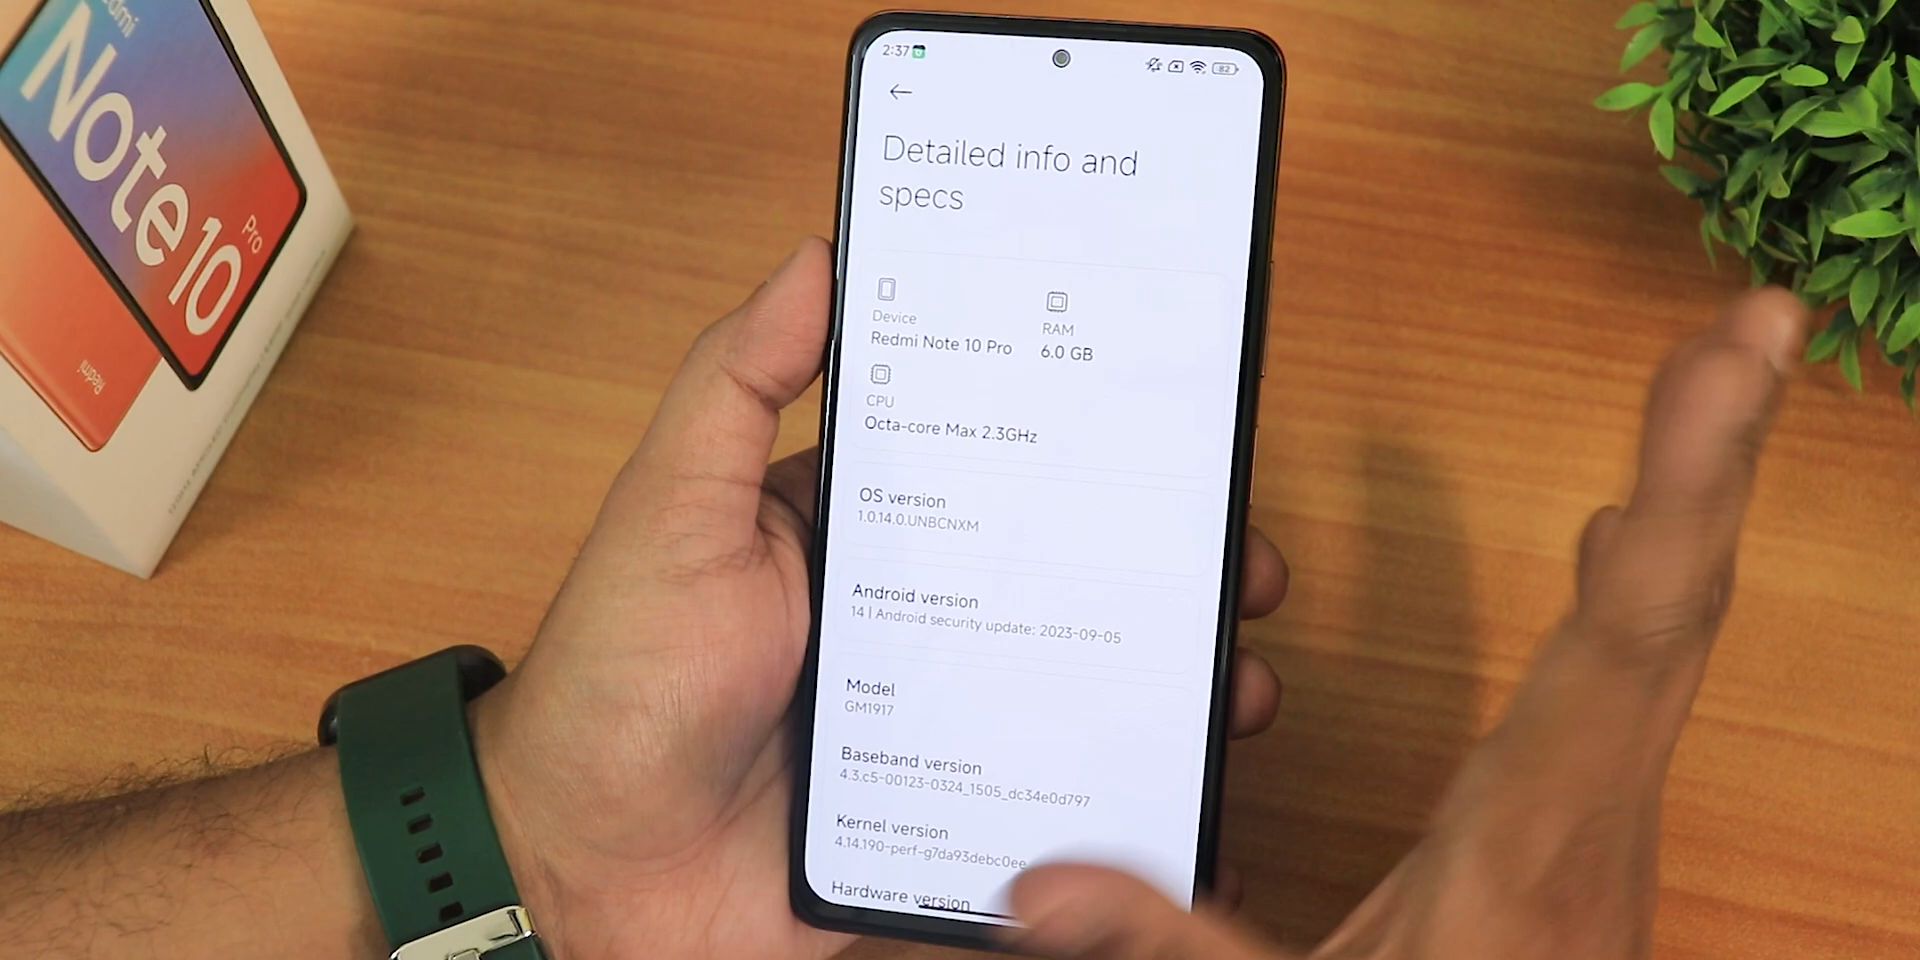 Note 10
Pro
Redmi
2:37
82
Detailed info and
specs
Device
Redmi Note 10 Pro
RAM
6.0 GB
CPU
Octa-core Max 2.3GHz
OS version
1.0.14.0.UNBCNXM
Android version
14 | Android security update: 2023-09-05
Model
GM1917
Baseband version
4.3.c5-00123-0324_1505_dc34e0d797
Kernel version
4.14.190-perf-g7da93debc0ee
Hardware version